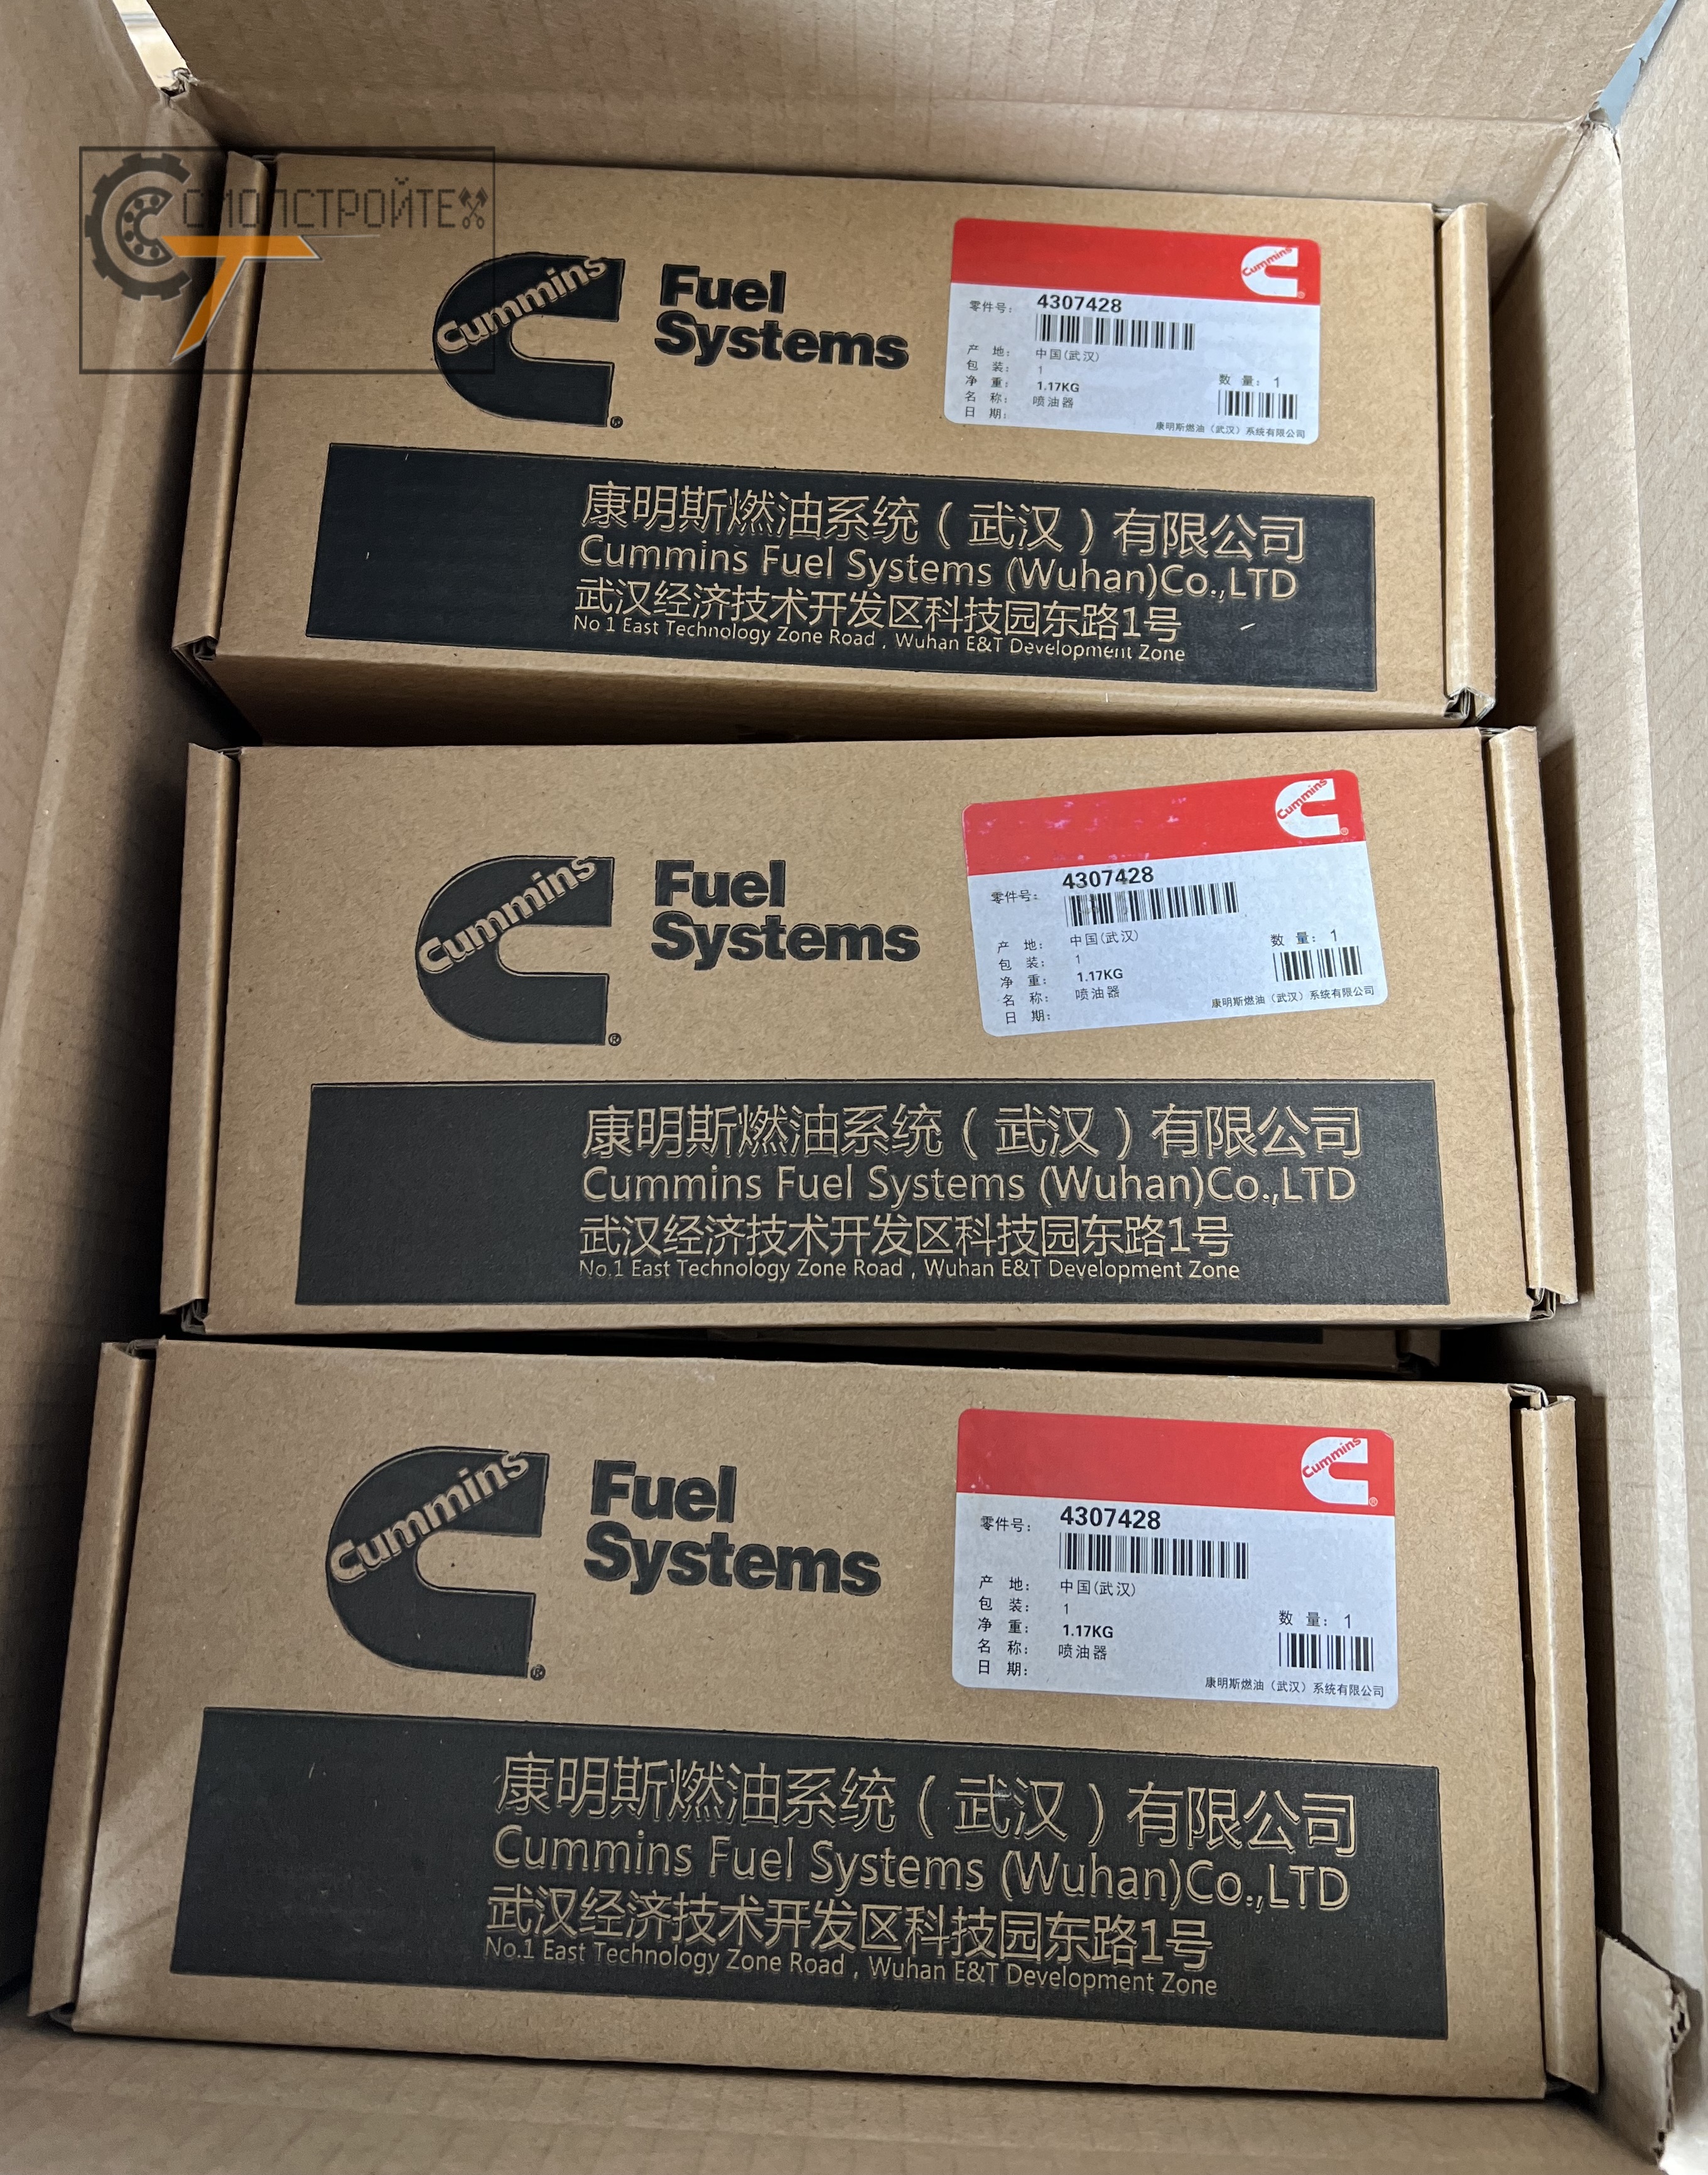 СМОЛСТРОЙТЕХ
Cummins
Fuel
Systems
Cummins
零件号: 4307428
产 地: 中国(武汉)
包 装: 1
净 重: 1.17KG
数 量: 1
名 称: 喷油器
日 期:
康明斯燃油（武汉）系统有限公司
康明斯燃油系统（武汉）有限公司
Cummins Fuel Systems (Wuhan)Co.,LTD
武汉经济技术开发区科技园东路1号
No 1 East Technology Zone Road , Wuhan E&T Development Zone
Cummins
Fuel
Systems
Cummins
零件号: 4307428
产 地: 中国(武汉)
包 装: 1
净 重: 1.17KG
数 量: 1
名 称: 喷油器
日 期:
康明斯燃油（武汉）系统有限公司
康明斯燃油系统（武汉）有限公司
Cummins Fuel Systems (Wuhan)Co.,LTD
武汉经济技术开发区科技园东路1号
No.1 East Technology Zone Road , Wuhan E&T Development Zone
Cummins
Fuel
Systems
Cummins
零件号: 4307428
产 地: 中国(武汉)
包 装: 1
净 重: 1.17KG
数 量: 1
名 称: 喷油器
日 期:
康明斯燃油（武汉）系统有限公司
康明斯燃油系统（武汉）有限公司
Cummins Fuel Systems (Wuhan)Co.,LTD
武汉经济技术开发区科技园东路1号
No.1 East Technology Zone Road , Wuhan E&T Development Zone